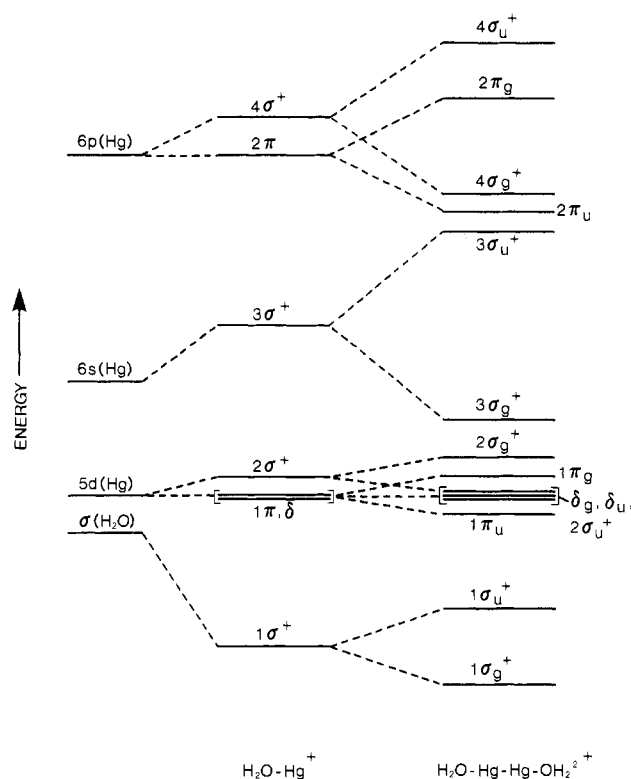 4σu+
2πg
4σ+
6p(Hg)
2π
4σg+
2πu
3σu+
3σ+
6s(Hg)
3σg+
2σg+
2σ+
1πg
5d(Hg)
1π,δ
δg, δu,
1πu
2σu+
σ(H₂O)
1σu+
1σ+
1σg+
ENERGY
H₂O-Hg+
H₂O-Hg-Hg-OH₂2+